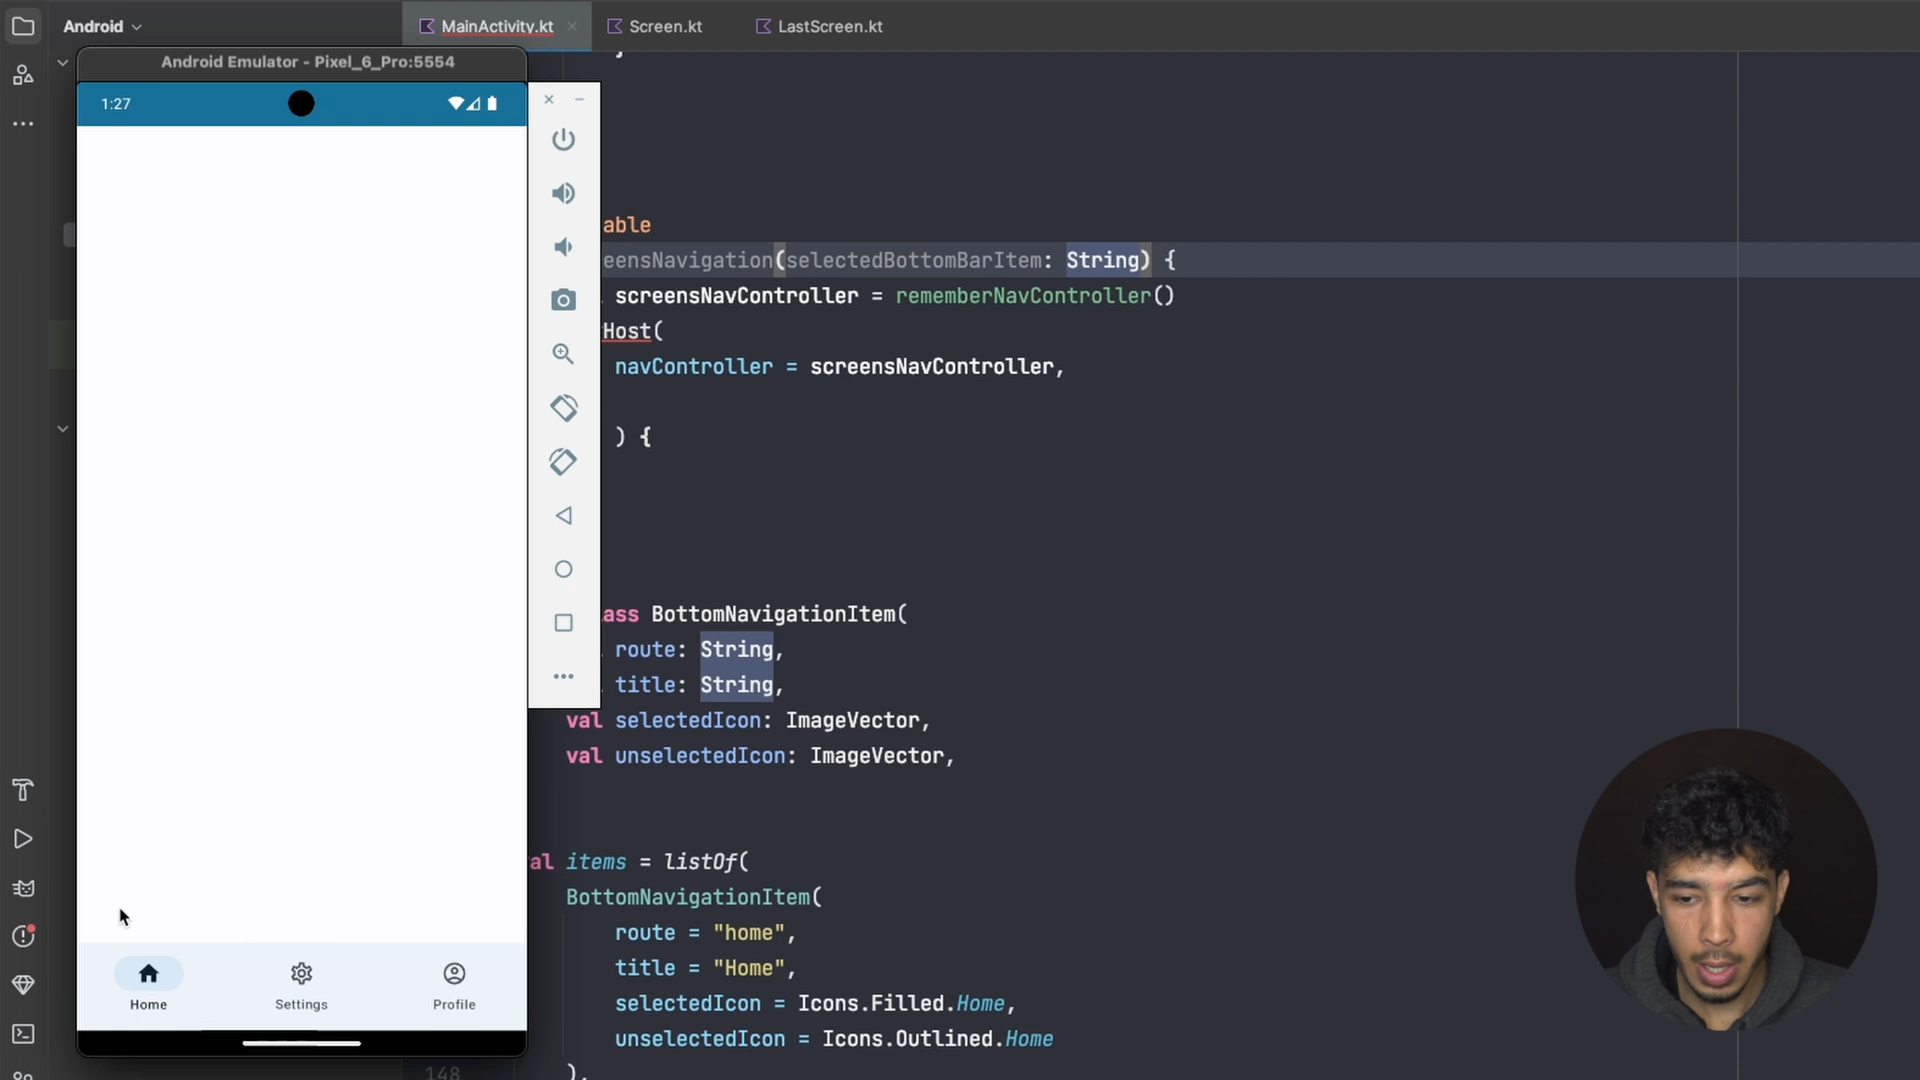 Android
MainActivity.kt
Screen.kt
LastScreen.kt
Android Emulator - Pixel_6_Pro:5554
1:27
}
able
eensNavigation(selectedBottomBarItem: String) {
screensNavController = rememberNavController()
Host(
navController = screensNavController,
) {
ass BottomNavigationItem(
route: String,
title: String,
val selectedIcon: ImageVector,
val unselectedIcon: ImageVector,
al items = listOf(
BottomNavigationItem(
route = "home",
title = "Home",
selectedIcon = Icons.Filled.Home,
unselectedIcon = Icons.Outlined.Home
148 ),
Home
Settings
Profile